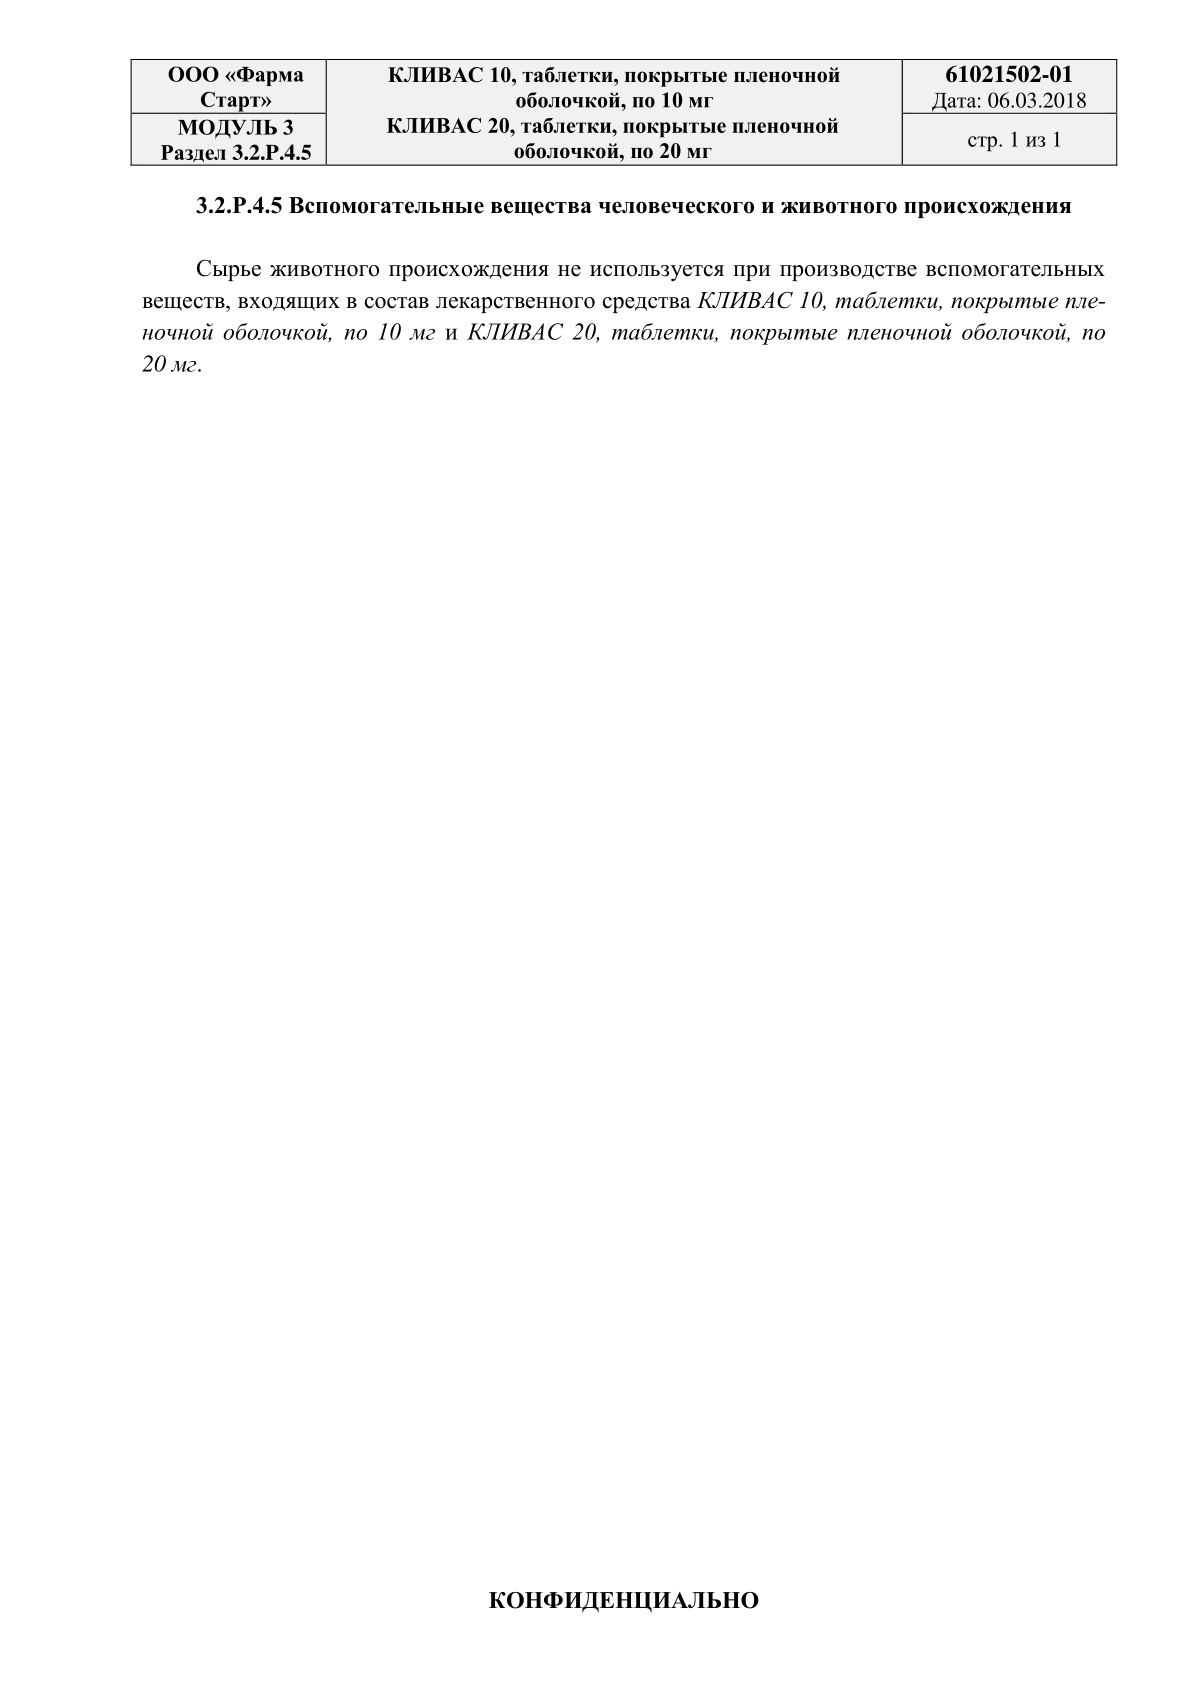 ООО «Фарма
Старт»
МОДУЛЬ 3
Раздел 3.2.P.4.5
КЛИВАС 10, таблетки, покрытые пленочной
оболочкой, по 10 мг
КЛИВАС 20, таблетки, покрытые пленочной
оболочкой, по 20 мг
61021502-01
Дата: 06.03.2018
стр. 1 из 1
3.2.P.4.5 Вспомогательные вещества человеческого и животного происхождения
Сырье животного происхождения не используется при производстве вспомогательных
веществ, входящих в состав лекарственного средства КЛИВАС 10, таблетки, покрытые пле-
ночной оболочкой, по 10 мг и КЛИВАС 20, таблетки, покрытые пленочной оболочкой, по
20 мг.
КОНФИДЕНЦИАЛЬНО